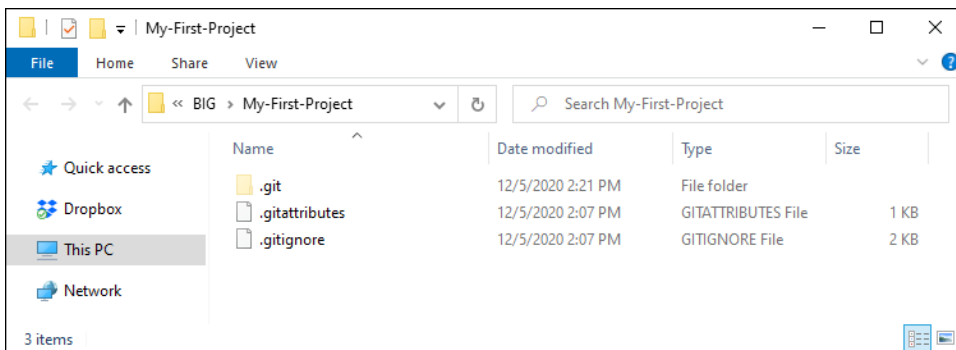 My-First-Project
File Home Share View
« BIG > My-First-Project Search My-First-Project
Name Date modified Type Size
Quick access
Dropbox
This PC
Network
.git 12/5/2020 2:21 PM File folder
.gitattributes 12/5/2020 2:07 PM GITATTRIBUTES File 1 KB
.gitignore 12/5/2020 2:07 PM GITIGNORE File 2 KB
3 items